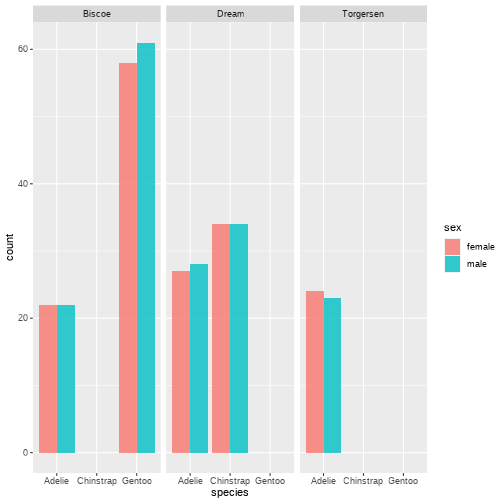 Biscoe Dream Torgersen
60
40
20
0
count
Adelie Chinstrap Gentoo Adelie Chinstrap Gentoo Adelie Chinstrap Gentoo
species
sex
female
male